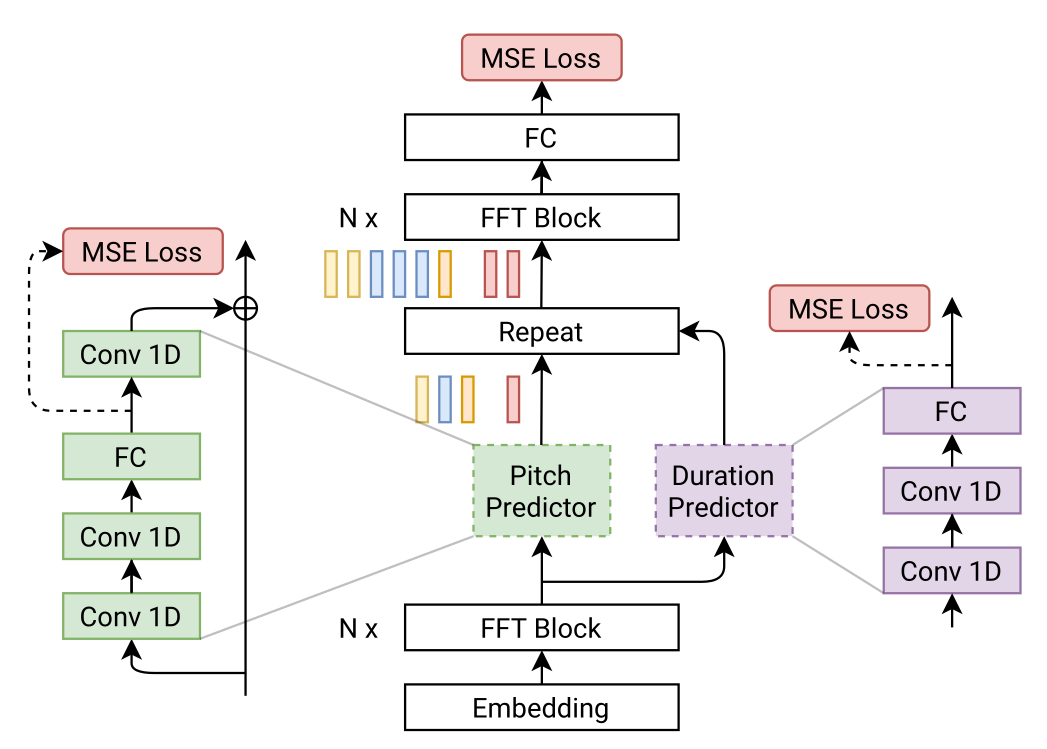 MSE Loss
FC
N x
FFT Block
MSE Loss
Conv 1D
FC
Conv 1D
Conv 1D
Repeat
Pitch
Predictor
Duration
Predictor
MSE Loss
FC
Conv 1D
Conv 1D
N x
FFT Block
Embedding